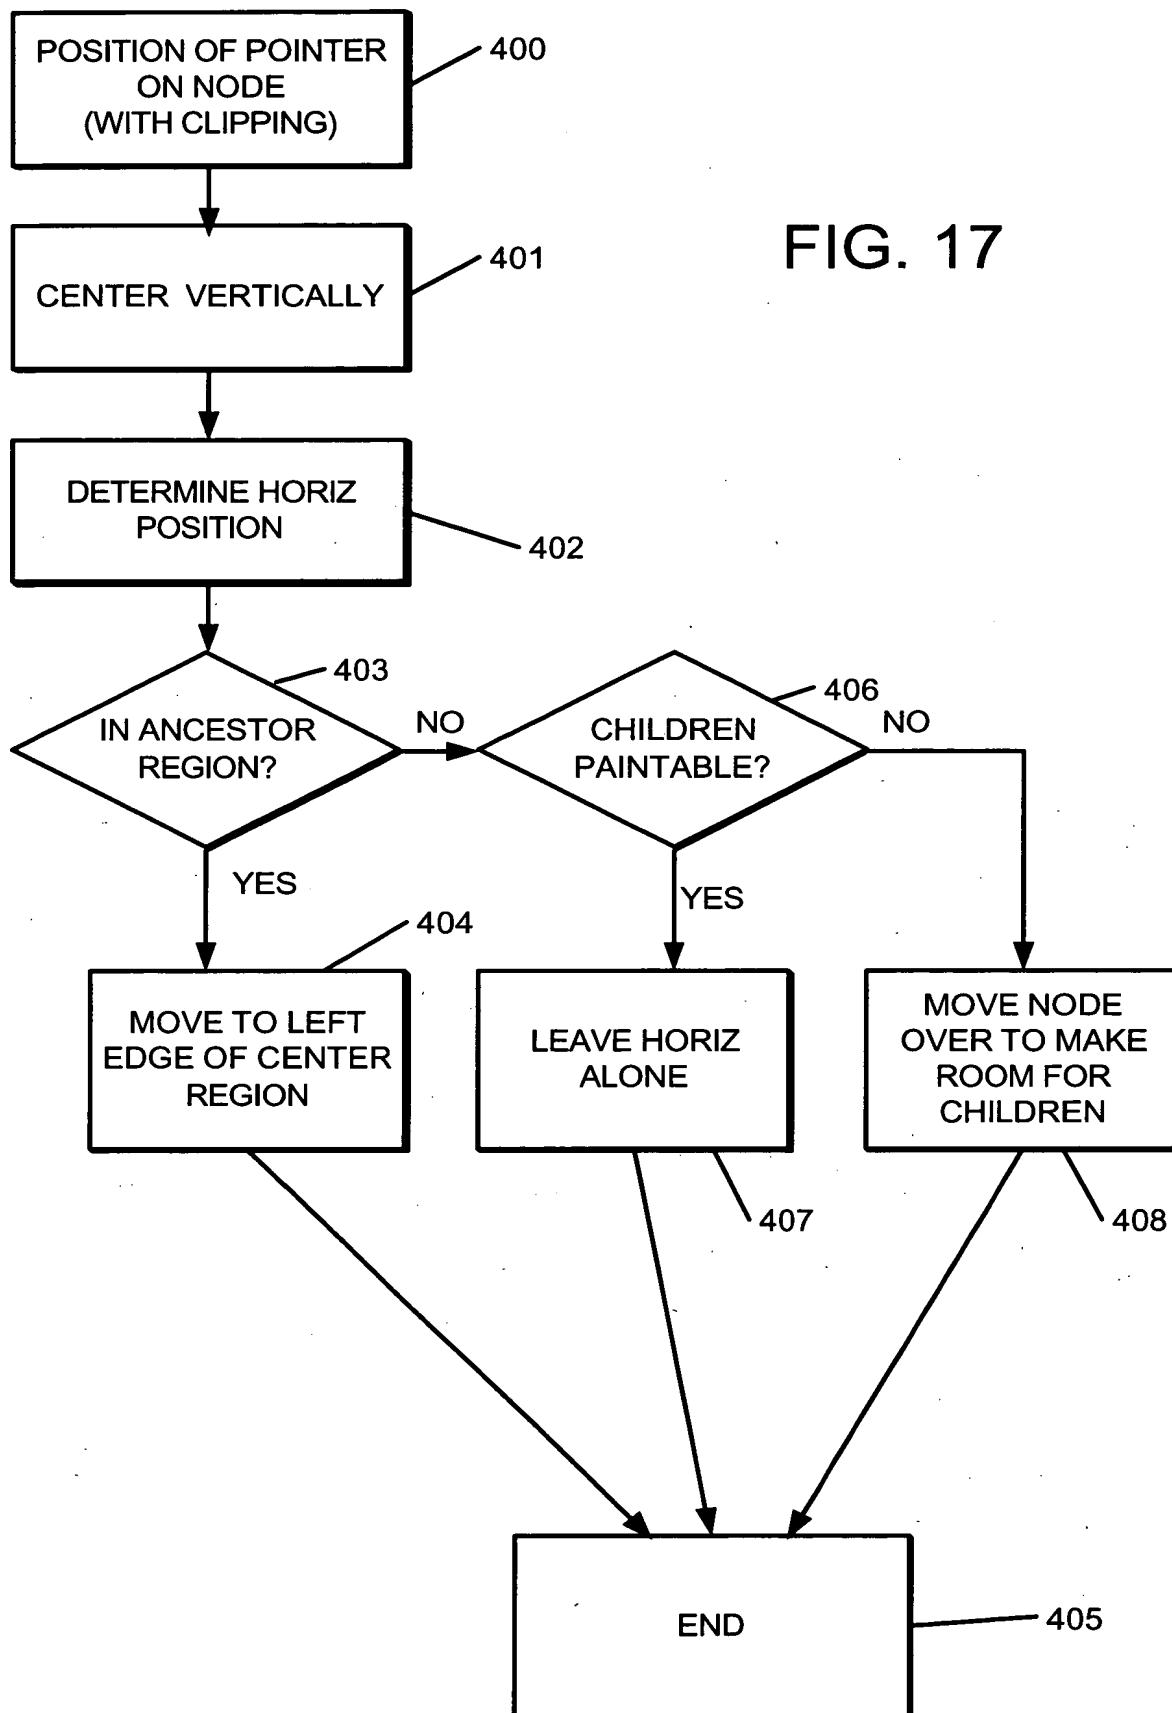 POSITION OF POINTER
ON NODE
(WITH CLIPPING)
400
FIG. 17
CENTER VERTICALLY
401
DETERMINE HORIZ
POSITION
402
IN ANCESTOR
REGION?
403
NO
CHILDREN
PAINTABLE?
406
NO
YES
YES
404
MOVE TO LEFT
EDGE OF CENTER
REGION
LEAVE HORIZ
ALONE
407
MOVE NODE
OVER TO MAKE
ROOM FOR
CHILDREN
408
END
405